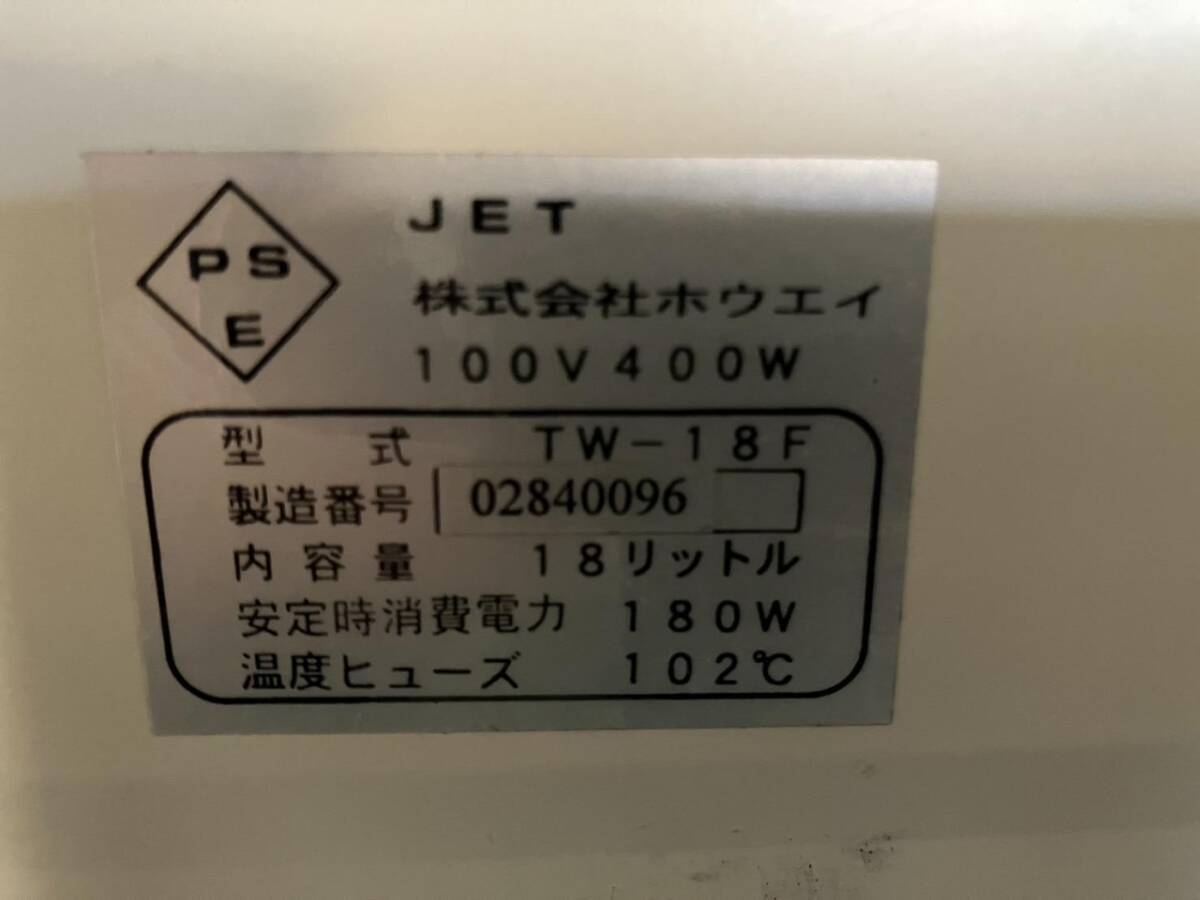 PS
E
JET
株式会社ホウエイ
100V400W
型式 TW-18F
製造番号 02840096
内容量 18リットル
安定時消費電力 180W
温度ヒューズ 102℃